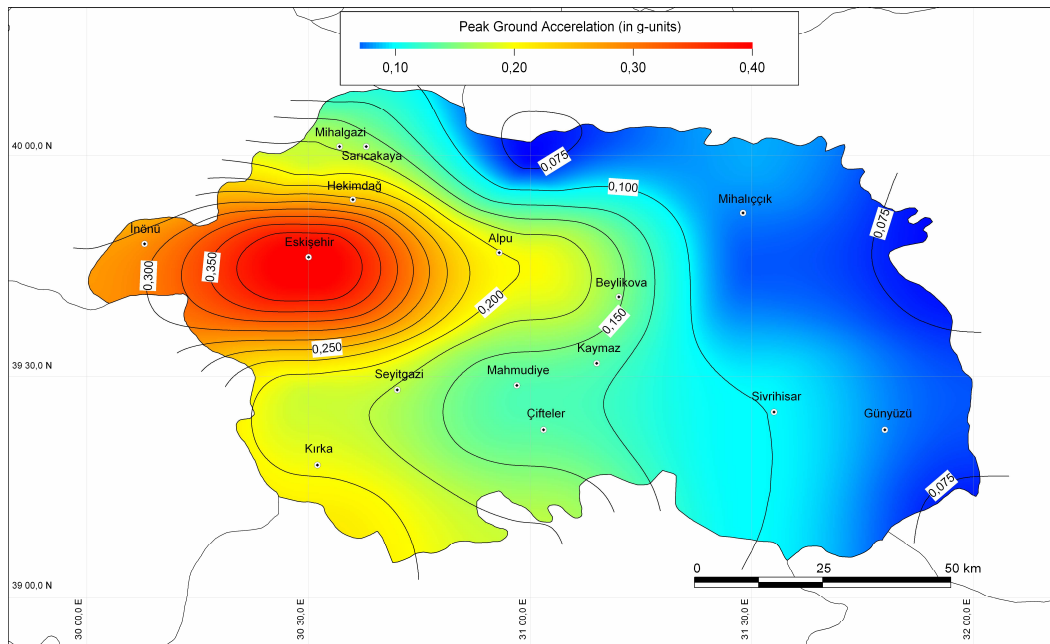 Peak Ground Accerelation (in g-units)
0,10 0,20 0,30 0,40
Mihalgazi
40 00,0 N
Sarıcakaya
0,075
Hekimdağ
0,100
Mihalıççık
0,075
İnönü
Eskişehir
Alpu
0,300
0,350
Beylikova
0,200
0,150
0,250
Kaymaz
39 30,0 N
Seyitgazi
Mahmudiye
Sivrihisar
Çifteler
Günyüzü
Kırka
0,075
0 25 50 km
39 00,0 N
30 00,0 E
30 30,0 E
31 00,0 E
31 30,0 E
32 00,0 E